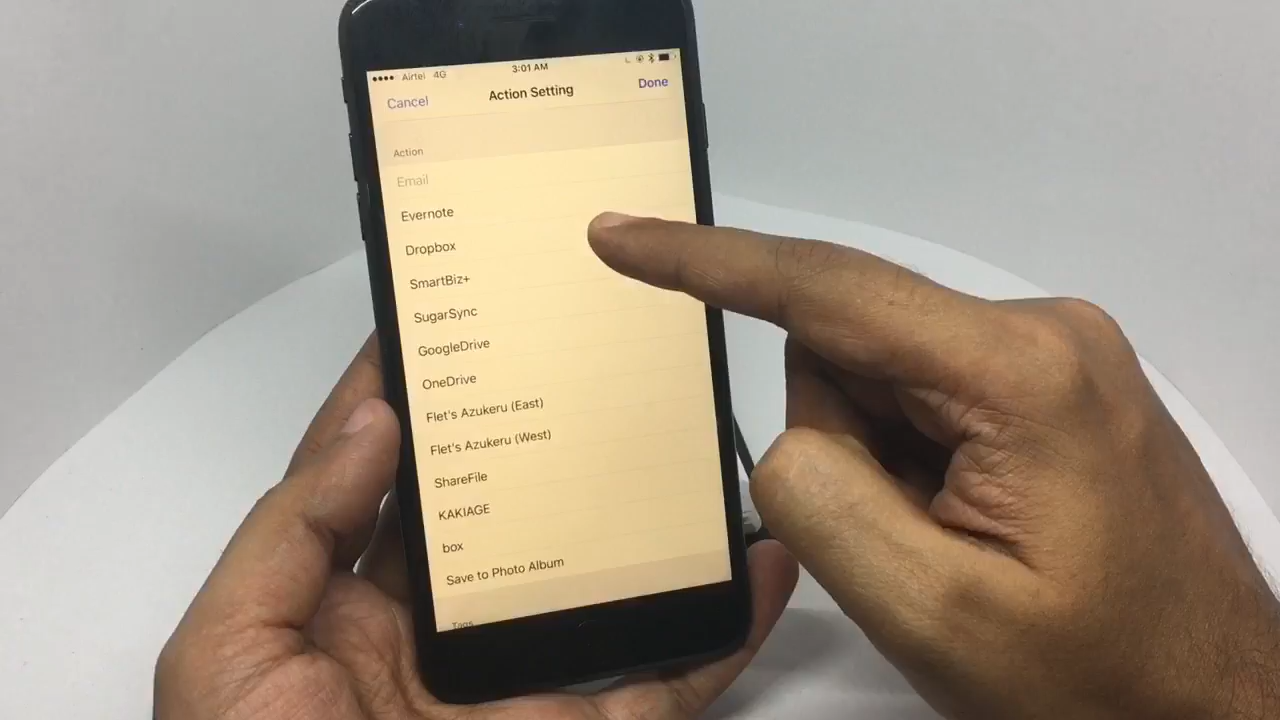 Airtel 4G 3:01 AM
Cancel Action Setting Done
Action
Email
Evernote
Dropbox
SmartBiz+
SugarSync
GoogleDrive
OneDrive
Flet's Azukeru (East)
Flet's Azukeru (West)
ShareFile
KAKIAGE
box
Save to Photo Album
Tags